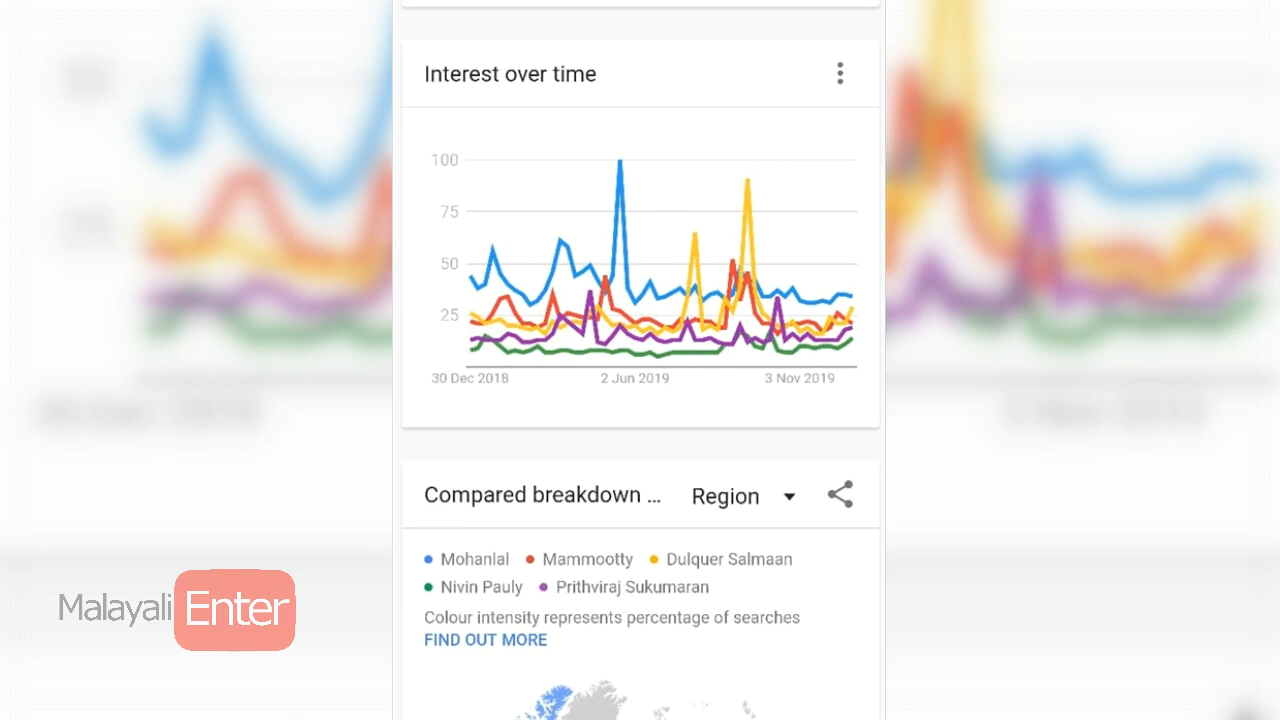 Interest over time
100
75
50
25
30 Dec 2018 2 Jun 2019 3 Nov 2019
Compared breakdown ... Region
Mohanlal Mammootty Dulquer Salmaan
Nivin Pauly Prithviraj Sukumaran
Colour intensity represents percentage of searches
FIND OUT MORE
Malayali Enter